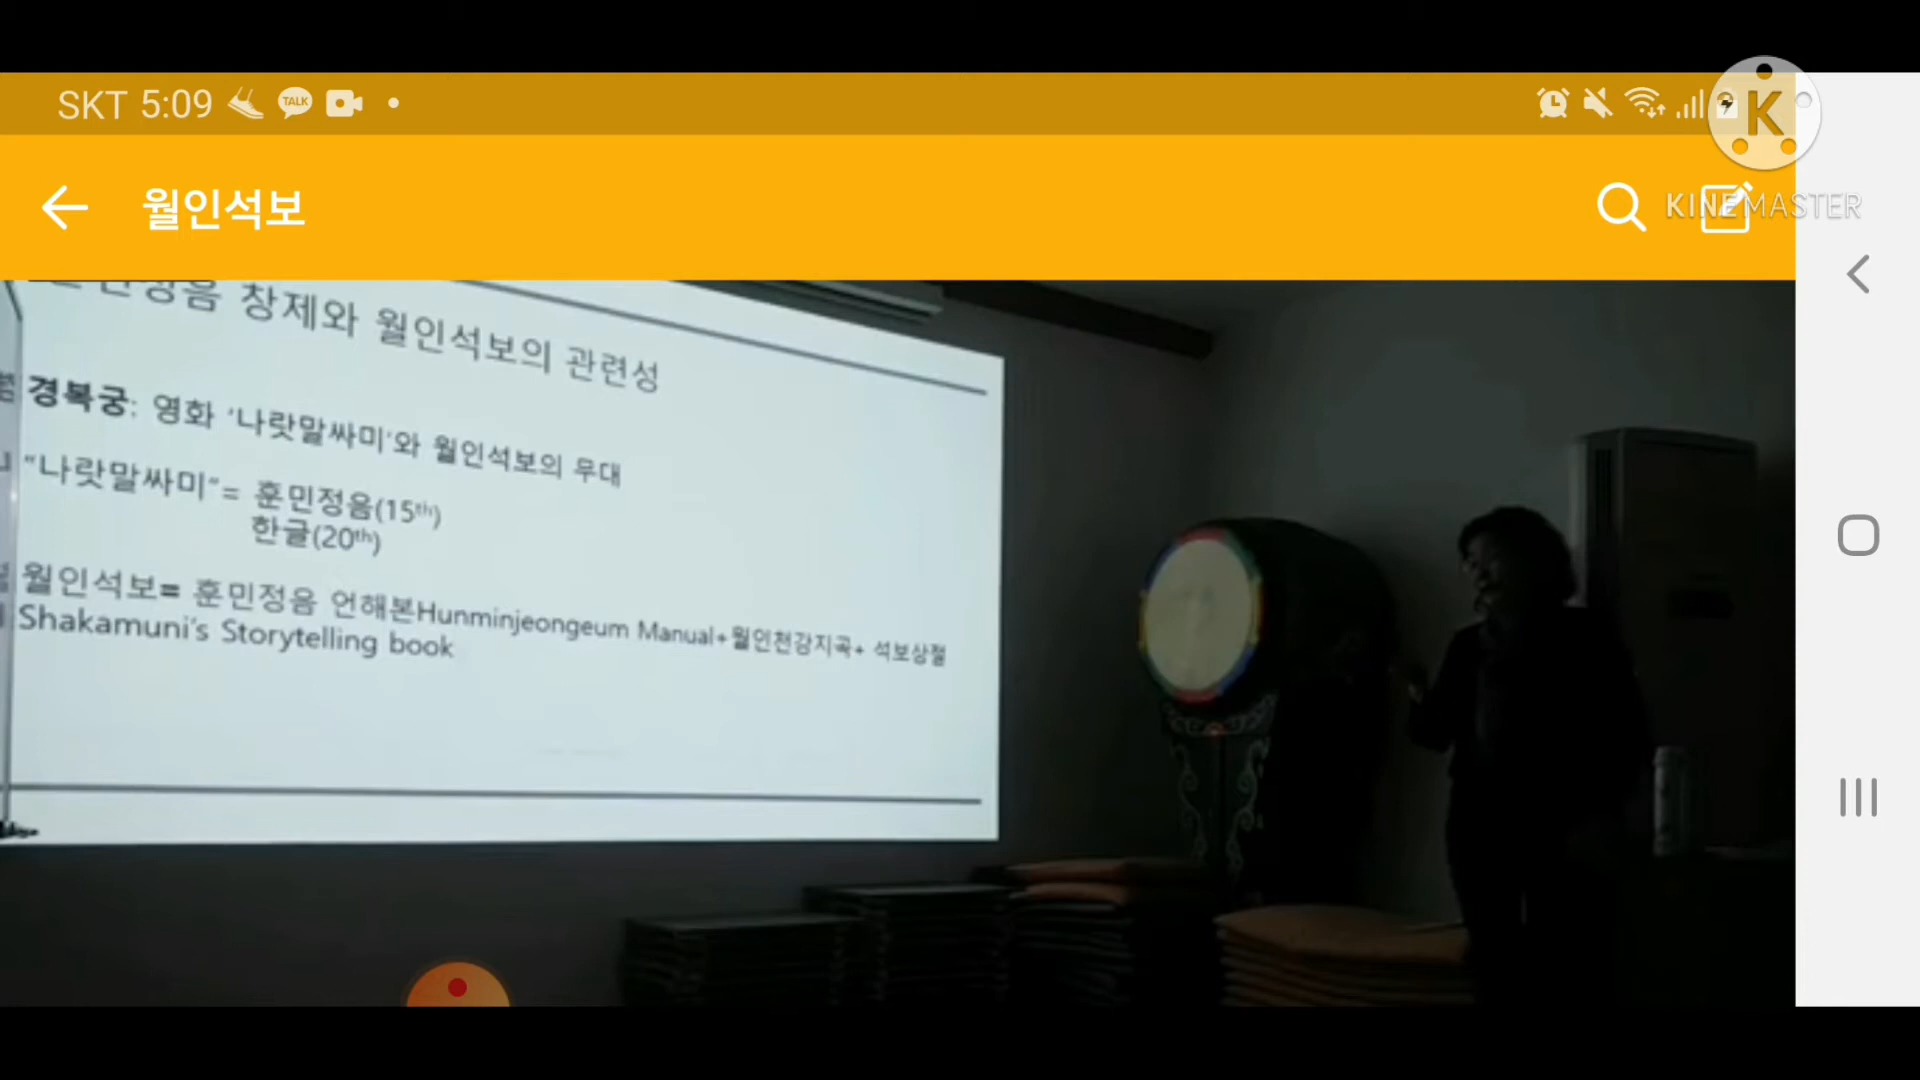 SKT 5:09
TALK
K
월인석보
KINEMASTER
창제와 월인석보의 관련성
경복궁: 영화 '나랏말싸미'와 월인석보의 무대
"나랏말싸미"= 훈민정음(15th)
한글(20th)
월인석보= 훈민정음 언해본Hunminjeongeum Manual+월인천강지곡+ 석보상절
Shakamuni's Storytelling book